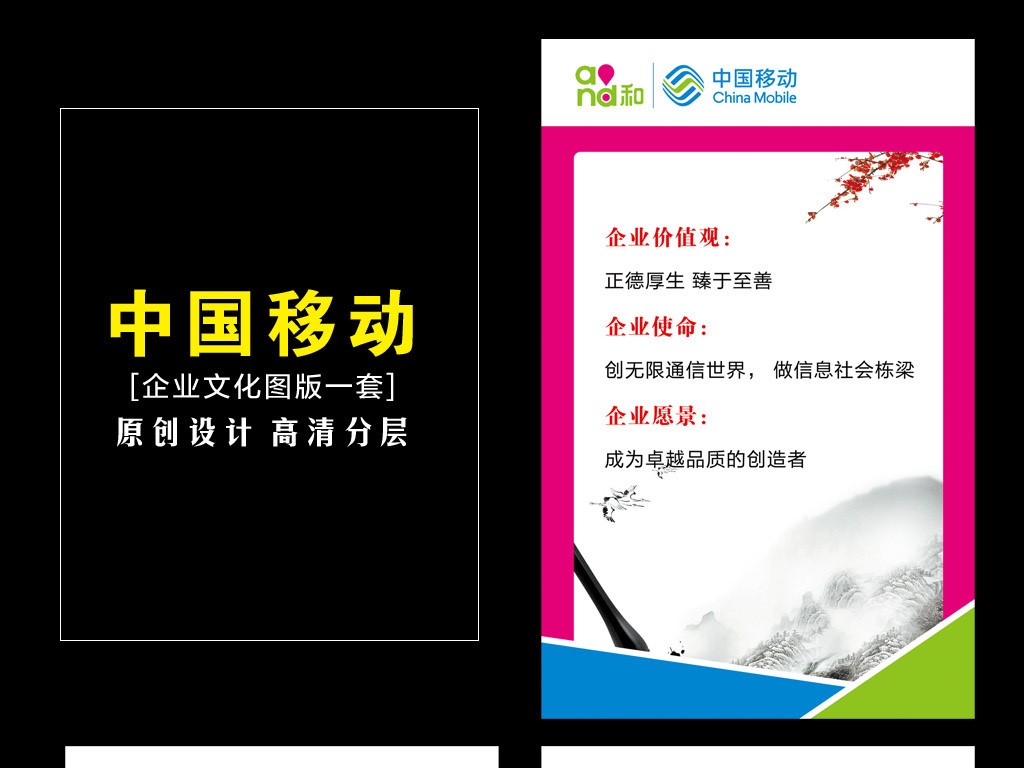 中国移动
[企业文化图版一套]
原创设计 高清分层
and和
中国移动
China Mobile
企业价值观：
正德厚生 臻于至善
企业使命：
创无限通信世界， 做信息社会栋梁
企业愿景：
成为卓越品质的创造者